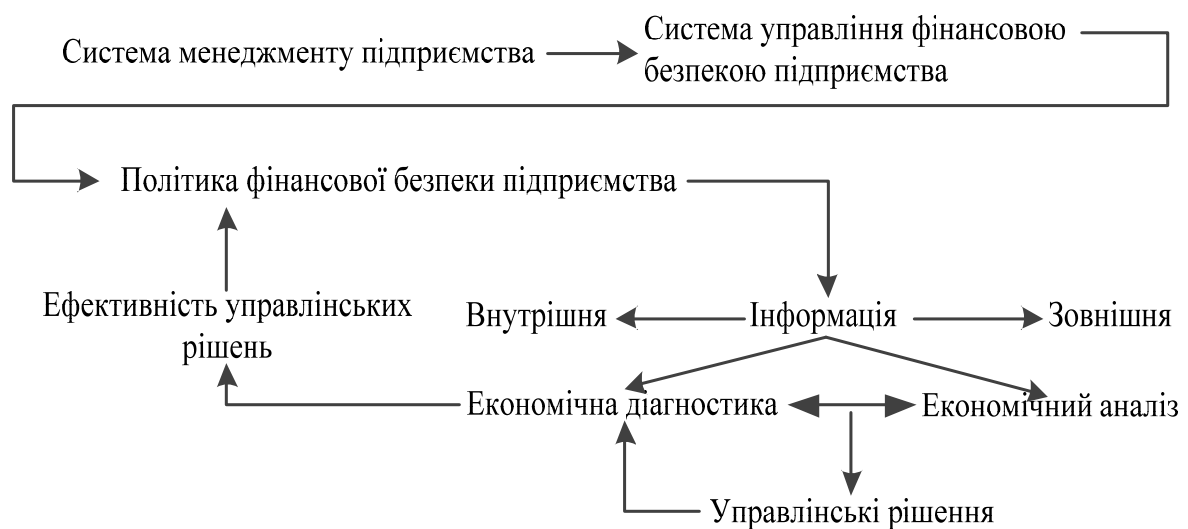 Система менеджменту підприємства
Система управління фінансовою
безпекою підприємства
Політика фінансової безпеки підприємства
Ефективність управлінських
рішень
Внутрішня
Інформація
Зовнішня
Економічна діагностика
Економічний аналіз
Управлінські рішення